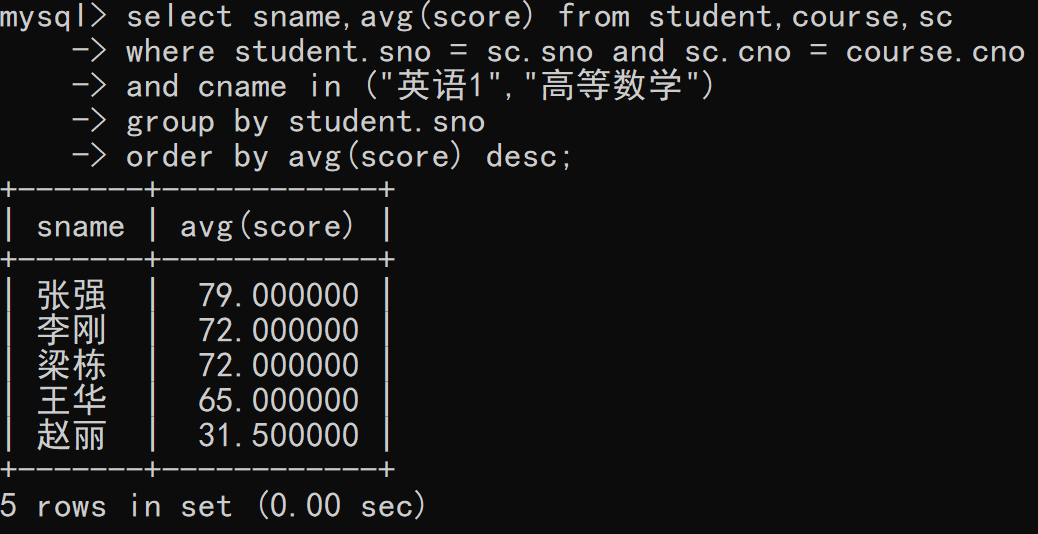 mysql> select sname,avg(score) from student,course,sc
    -> where student.sno = sc.sno and sc.cno = course.cno
    -> and cname in ("英语1","高等数学")
    -> group by student.sno
    -> order by avg(score) desc;
+-------+------------+
| sname | avg(score) |
+-------+------------+
| 张强  |  79.000000 |
| 李刚  |  72.000000 |
| 梁栋  |  72.000000 |
| 王华  |  65.000000 |
| 赵丽  |  31.500000 |
+-------+------------+
5 rows in set (0.00 sec)